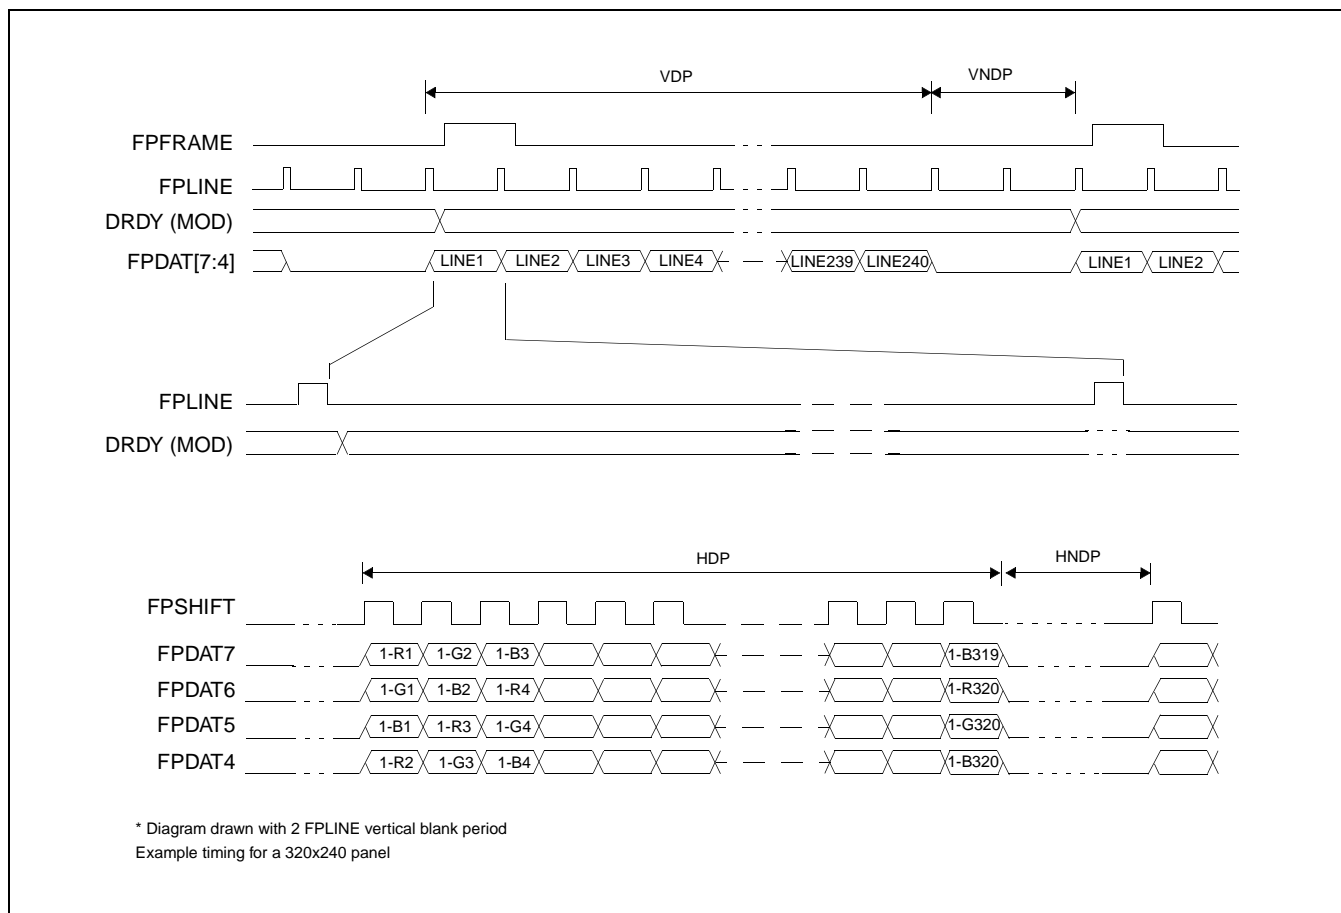 VDP VNDP
FPFRAME
FPLINE
DRDY (MOD)
FPDAT[7:4] LINE1 LINE2 LINE3 LINE4 LINE239 LINE240 LINE1 LINE2
FPLINE
DRDY (MOD)
HDP HNDP
FPSHIFT
FPDAT7 1-R1 1-G2 1-B3 1-B319
FPDAT6 1-G1 1-B2 1-R4 1-R320
FPDAT5 1-B1 1-R3 1-G4 1-G320
FPDAT4 1-R2 1-G3 1-B4 1-B320
* Diagram drawn with 2 FPLINE vertical blank period
Example timing for a 320x240 panel